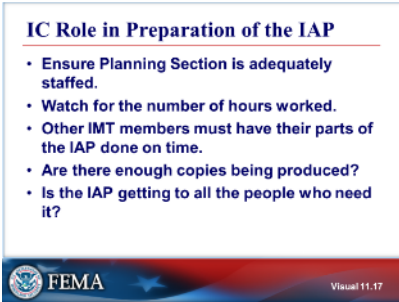 IC Role in Preparation of the IAP
• Ensure Planning Section is adequately
staffed.
• Watch for the number of hours worked.
• Other IMT members must have their parts of
the IAP done on time.
• Are there enough copies being produced?
• Is the IAP getting to all the people who need
it?
FEMA
Visual 11.17